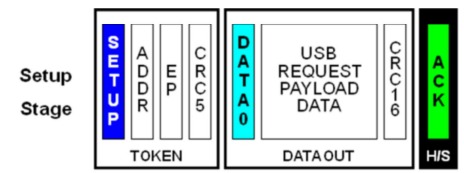 Setup
Stage
SETUP
ADDR
EP
CRC5
TOKEN
DATA0
USB
REQUEST
PAYLOAD
DATA
CRC16
DATA OUT
ACK
H/S